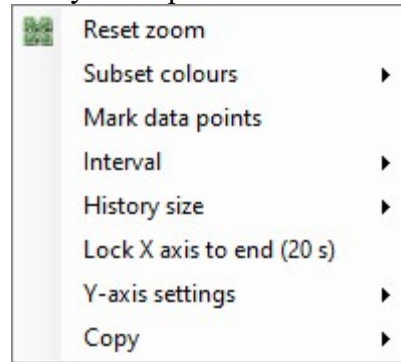 Reset zoom
Subset colours
Mark data points
Interval
History size
Lock X axis to end (20 s)
Y-axis settings
Copy